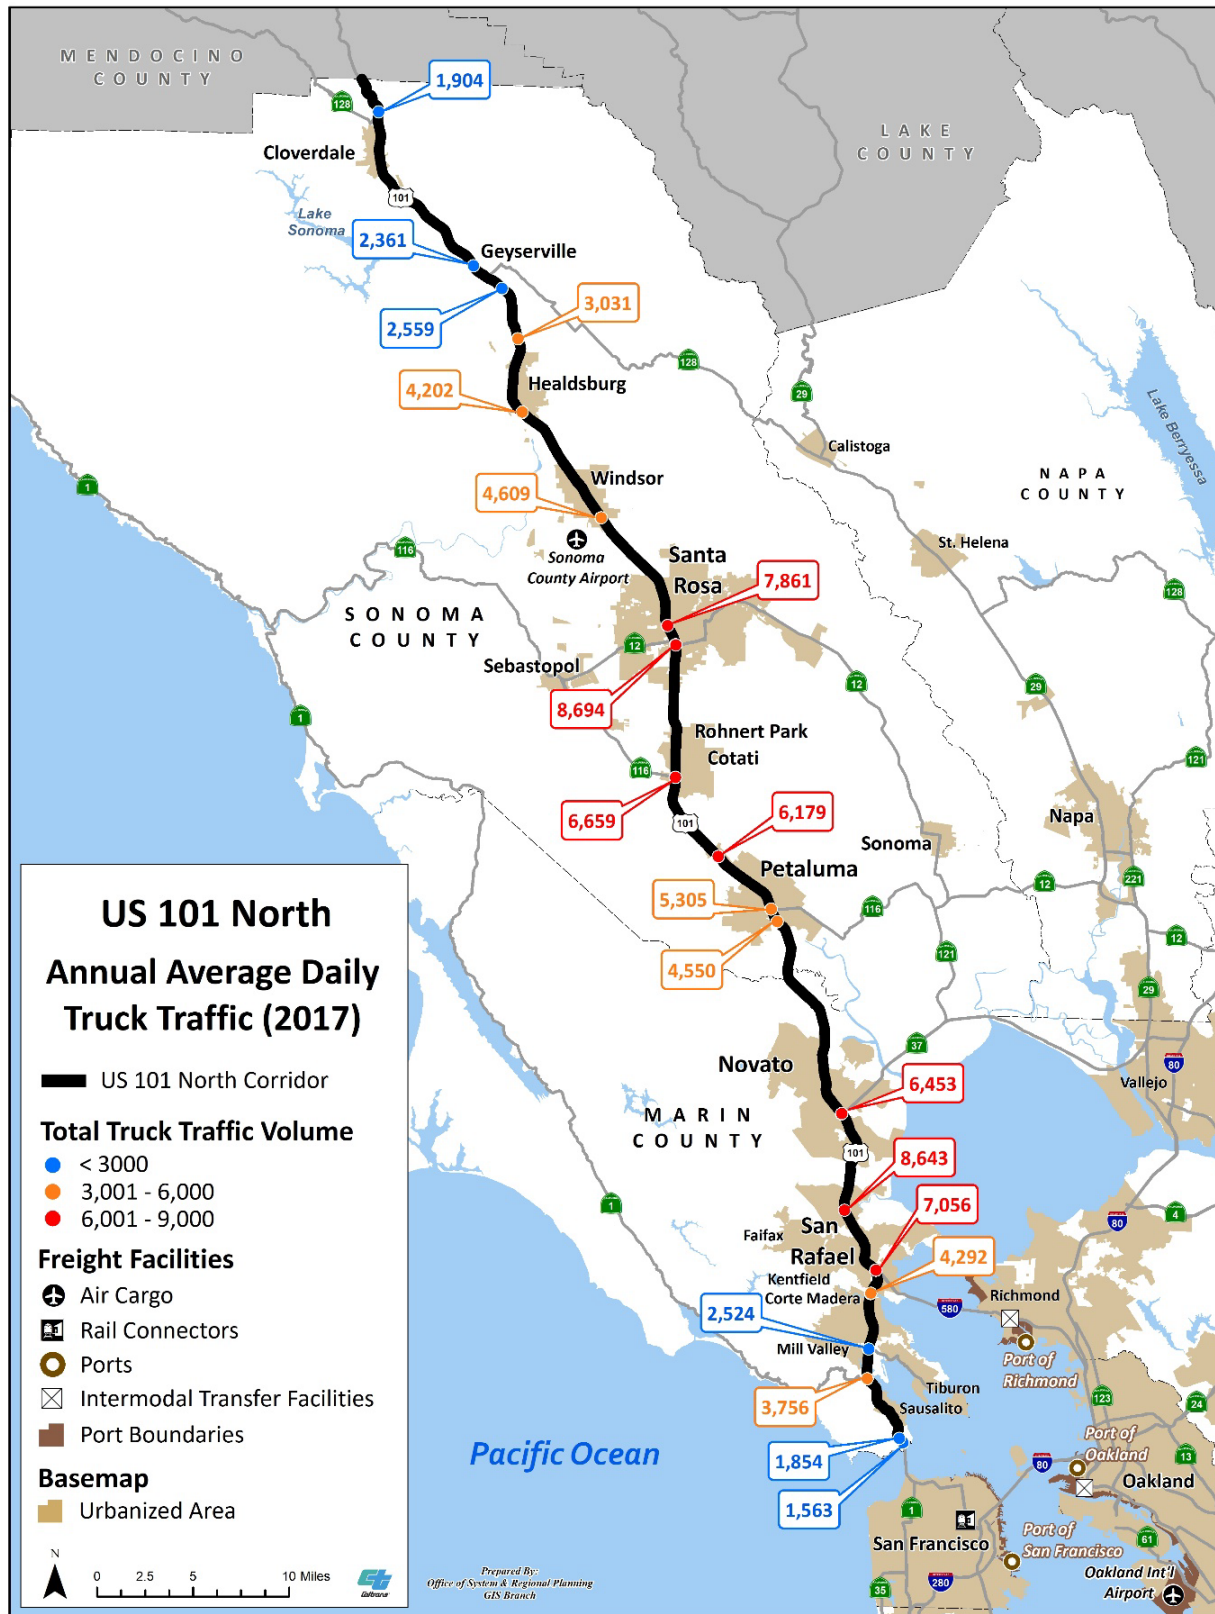 MENDOCINO
COUNTY
1,904
128
LAKE
COUNTY
Cloverdale
101
Lake
Sonoma
2,361
Geyserville
2,559
3,031
128
29
Healdsburg
4,202
Lake Berryessa
Calistoga
NAPA
COUNTY
1
Windsor
4,609
116
Sonoma
County Airport
St. Helena
Santa
Rosa
7,861
128
SONOMA
COUNTY
12
Sebastopol
12
29
8,694
1
Rohnert Park
Cotati
116
121
6,659
101
6,179
Sonoma
Napa
Petaluma
221
12
5,305
116
12
4,550
121
29
37
Novato
80
Vallejo
6,453
MARIN
COUNTY
101
8,643
1
7,056
4
80
San
Rafael
Faifax
4,292
Kentfield
Corte Madera
Richmond
580
2,524
Mill Valley
Port of
Richmond
Tiburon
Sausalito
123
24
3,756
Pacific Ocean
1,854
Port of
Oakland
13
80
Oakland
1,563
1
San Francisco
Port of
San Francisco
61
Oakland Int'l
Airport
280
35
US 101 North
Annual Average Daily
Truck Traffic (2017)
US 101 North Corridor
Total Truck Traffic Volume
< 3000
3,001 - 6,000
6,001 - 9,000
Freight Facilities
Air Cargo
Rail Connectors
Ports
Intermodal Transfer Facilities
Port Boundaries
Basemap
Urbanized Area
N
0 2.5 5 10 Miles
Caltrans
Prepared By:
Office of System & Regional Planning
GIS Branch